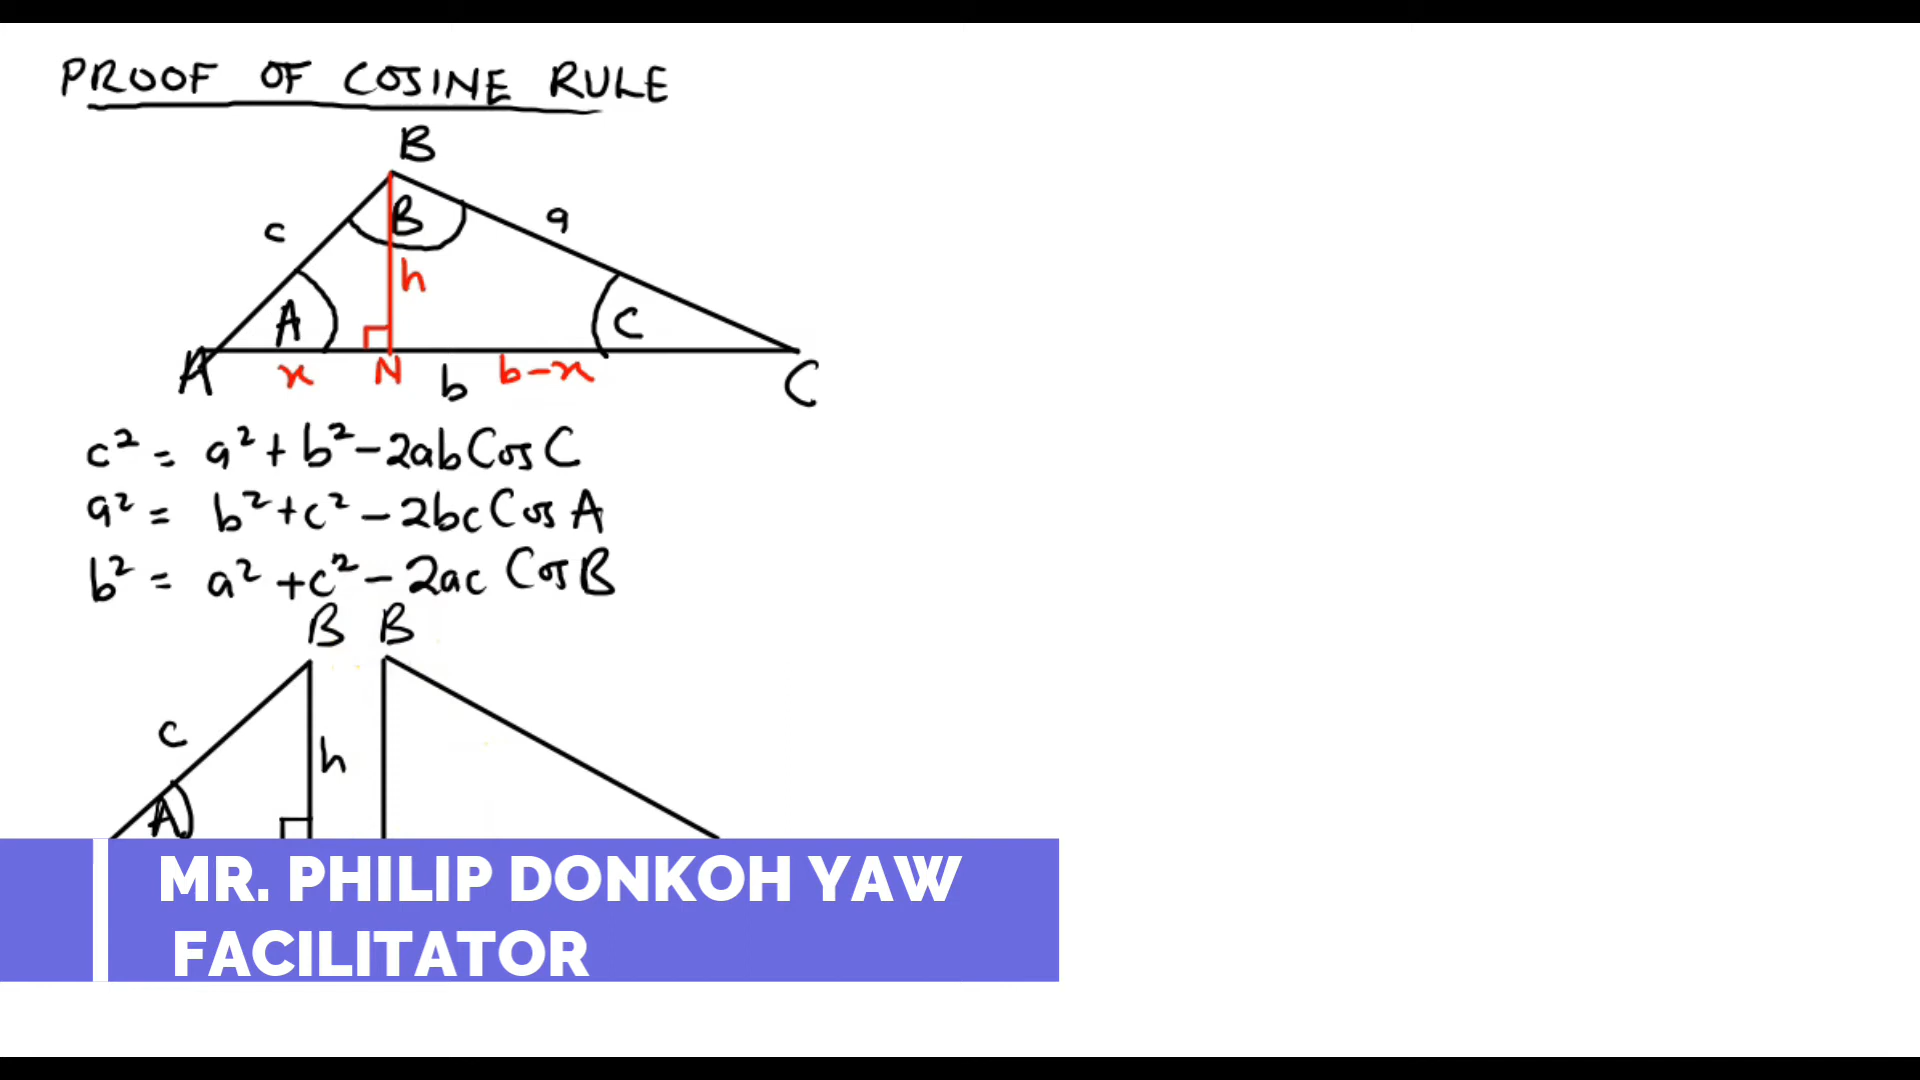 PROOF OF COSINE RULE
B
c
B
a
h
A
C
A
x
N
b
b-x
C
c² = a² + b² - 2ab Cos C
a² = b² + c² - 2bc Cos A
b² = a² + c² - 2ac Cos B
B B
c
h
A
MR. PHILIP DONKOH YAW
FACILITATOR